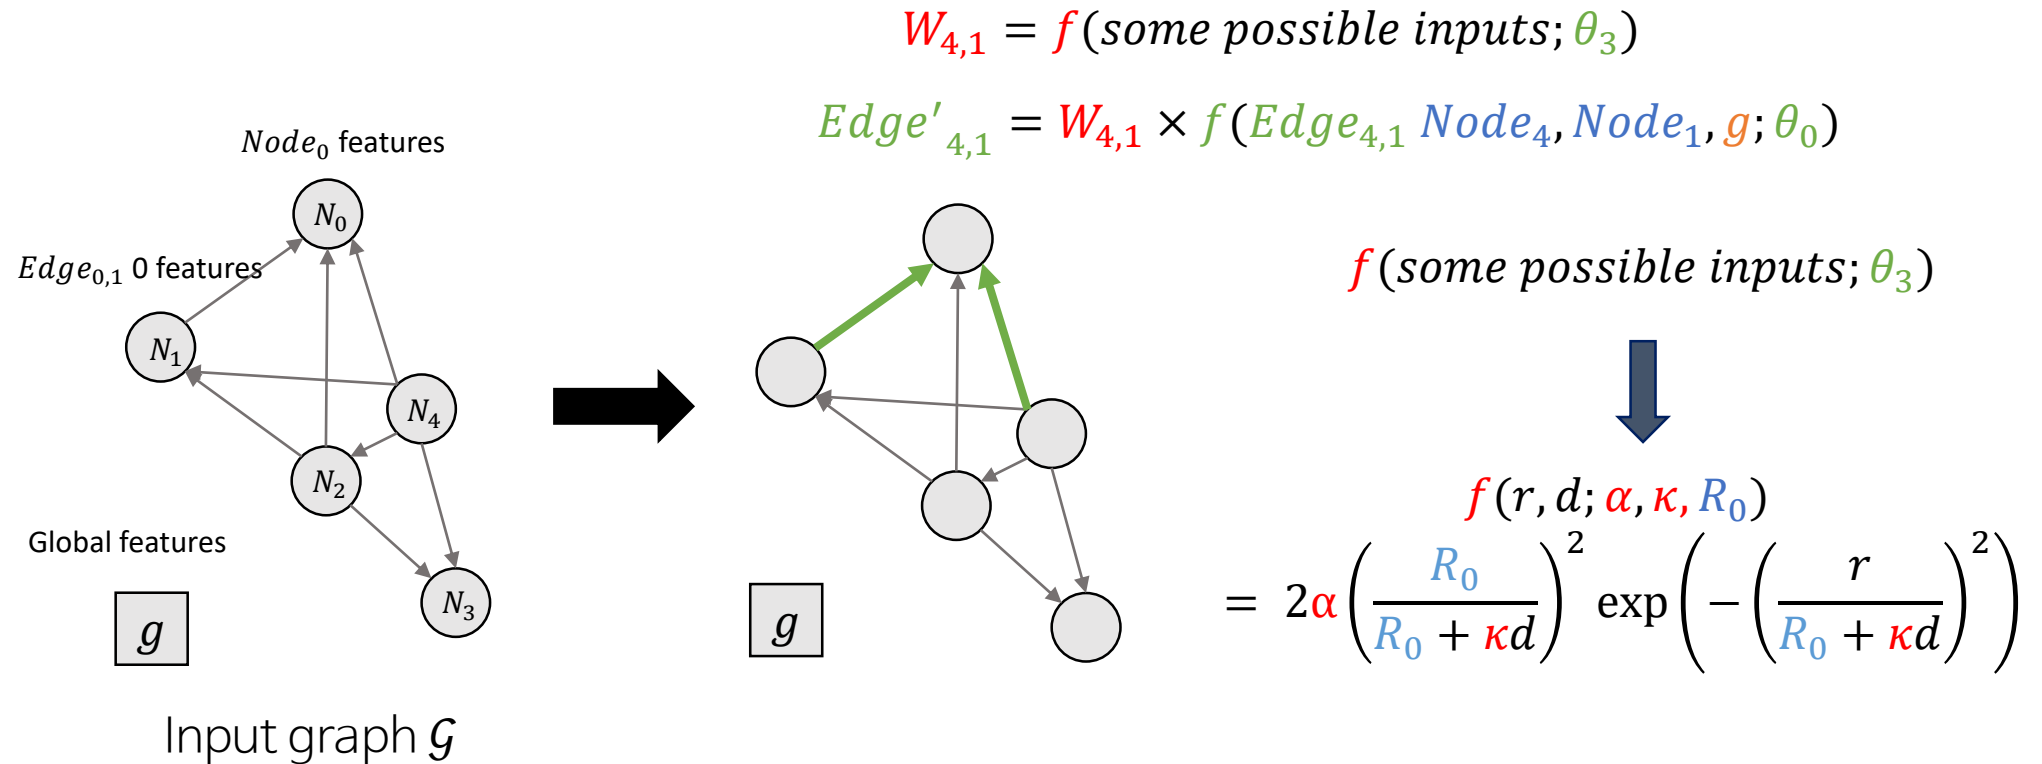 W₄,₁ = f(some possible inputs; θ₃)
Edge'₄,₁ = W₄,₁ × f(Edge₄,₁ Node₄, Node₁, g; θ₀)
Node₀ features
N₀
Edge₀,₁ 0 features
N₁
N₄
N₂
N₃
Global features
g
Input graph 𝒢
g
f(some possible inputs; θ₃)
f(r, d; α, κ, R₀)
= 2α (R₀ / (R₀ + κd))² exp(−(r / (R₀ + κd))²)